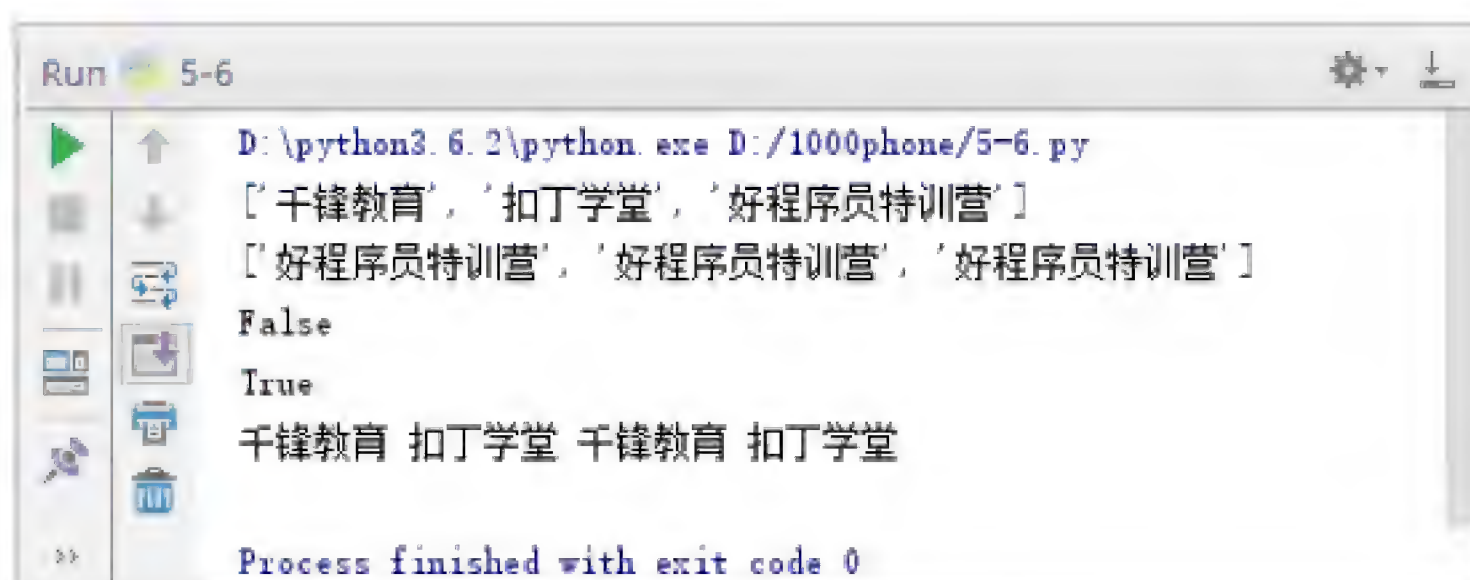 Run 5-6
D:\python3.6.2\python.exe D:/1000phone/5-6.py
['千锋教育', '扣丁学堂', '好程序员特训营']
['好程序员特训营', '好程序员特训营', '好程序员特训营']
False
True
千锋教育 扣丁学堂 千锋教育 扣丁学堂
Process finished with exit code 0